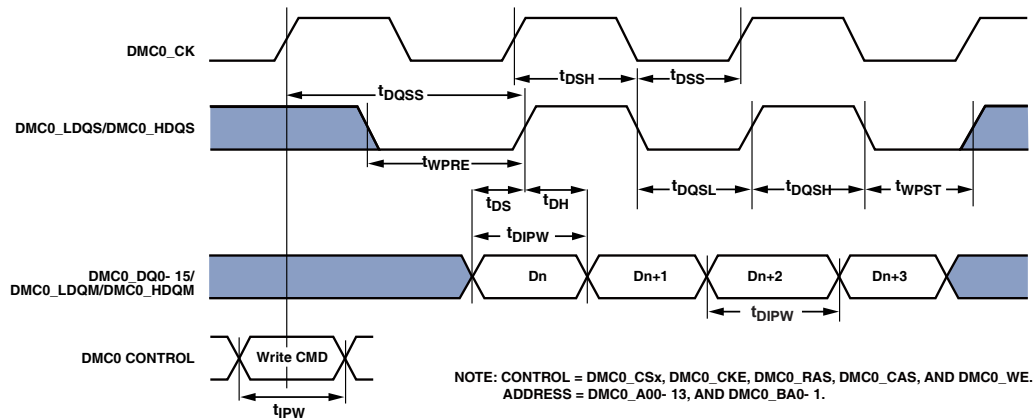 DMC0_CK
tDSH
tDSS
tDQSS
DMC0_LDQS/DMC0_HDQS
tWPRE
tDQSL
tDQSH
tWPST
tDS
tDH
tDIPW
DMC0_DQ0- 15/
DMC0_LDQM/DMC0_HDQM
Dn
Dn+1
Dn+2
Dn+3
tDIPW
DMC0 CONTROL
Write CMD
tIPW
NOTE: CONTROL = DMC0_CSx, DMC0_CKE, DMC0_RAS, DMC0_CAS, AND DMC0_WE.
ADDRESS = DMC0_A00- 13, AND DMC0_BA0- 1.